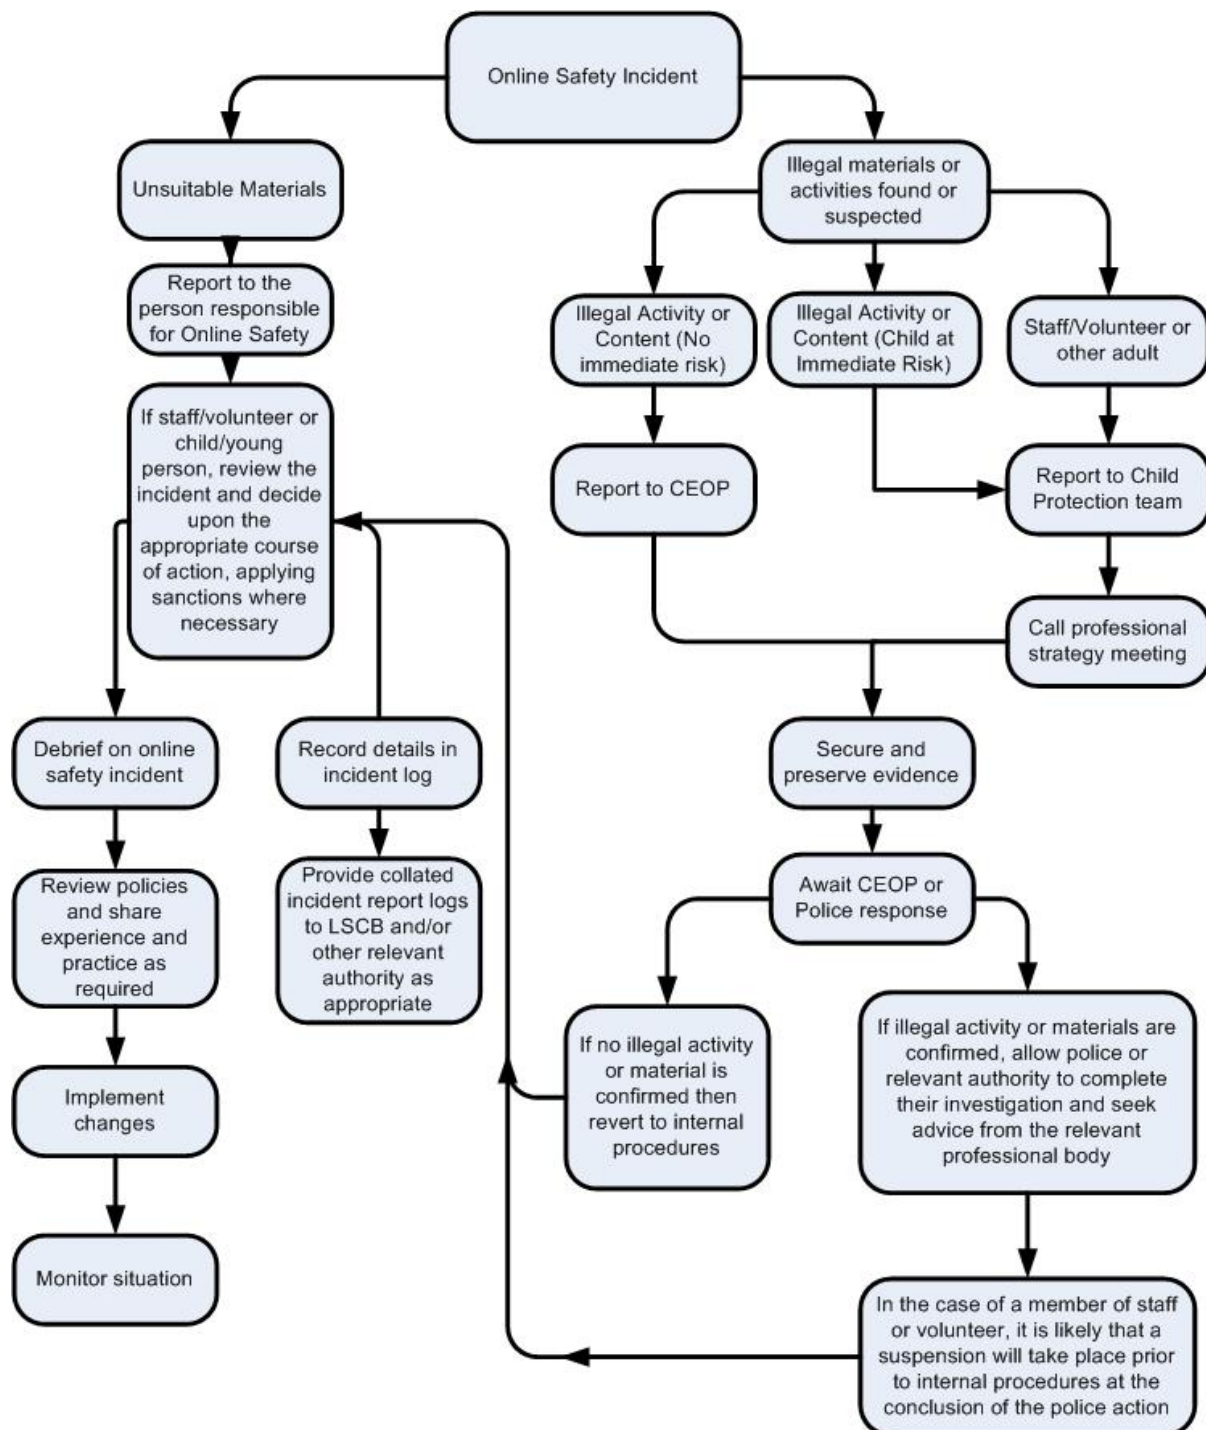 Online Safety Incident
Unsuitable Materials
Report to the
person responsible
for Online Safety
If staff/volunteer or
child/young
person, review the
incident and decide
upon the
appropriate course
of action, applying
sanctions where
necessary
Debrief on online
safety incident
Review policies
and share
experience and
practice as
required
Implement
changes
Monitor situation
Record details in
incident log
Provide collated
incident report logs
to LSCB and/or
other relevant
authority as
appropriate
Illegal materials or
activities found or
suspected
Illegal Activity or
Content (No
immediate risk)
Illegal Activity or
Content (Child at
Immediate Risk)
Staff/Volunteer or
other adult
Report to CEOP
Report to Child
Protection team
Call professional
strategy meeting
Secure and
preserve evidence
Await CEOP or
Police response
If no illegal activity
or material is
confirmed then
revert to internal
procedures
If illegal activity or materials are
confirmed, allow police or
relevant authority to complete
their investigation and seek
advice from the relevant
professional body
In the case of a member of staff
or volunteer, it is likely that a
suspension will take place prior
to internal procedures at the
conclusion of the police action